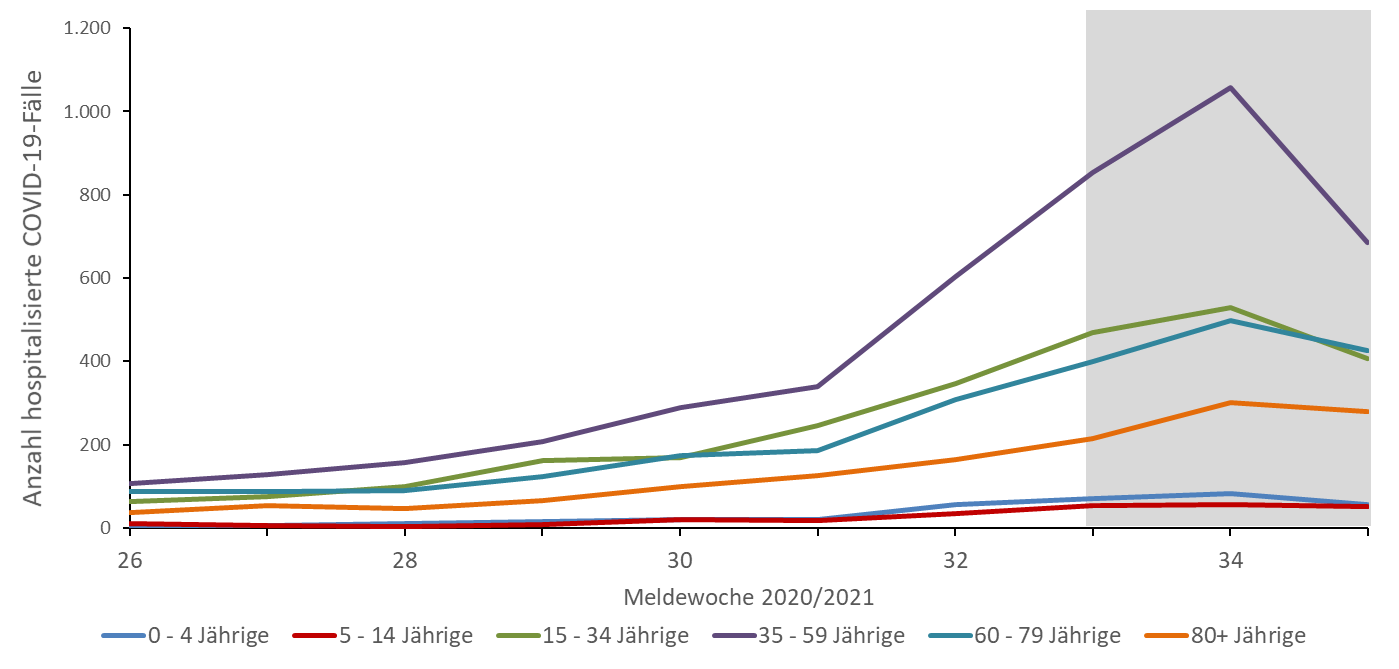 Anzahl hospitalisierte COVID-19-Fälle
1.200
1.000
800
600
400
200
0
26 28 30 32 34
Meldewoche 2020/2021
0 - 4 Jährige 5 - 14 Jährige 15 - 34 Jährige 35 - 59 Jährige 60 - 79 Jährige 80+ Jährige